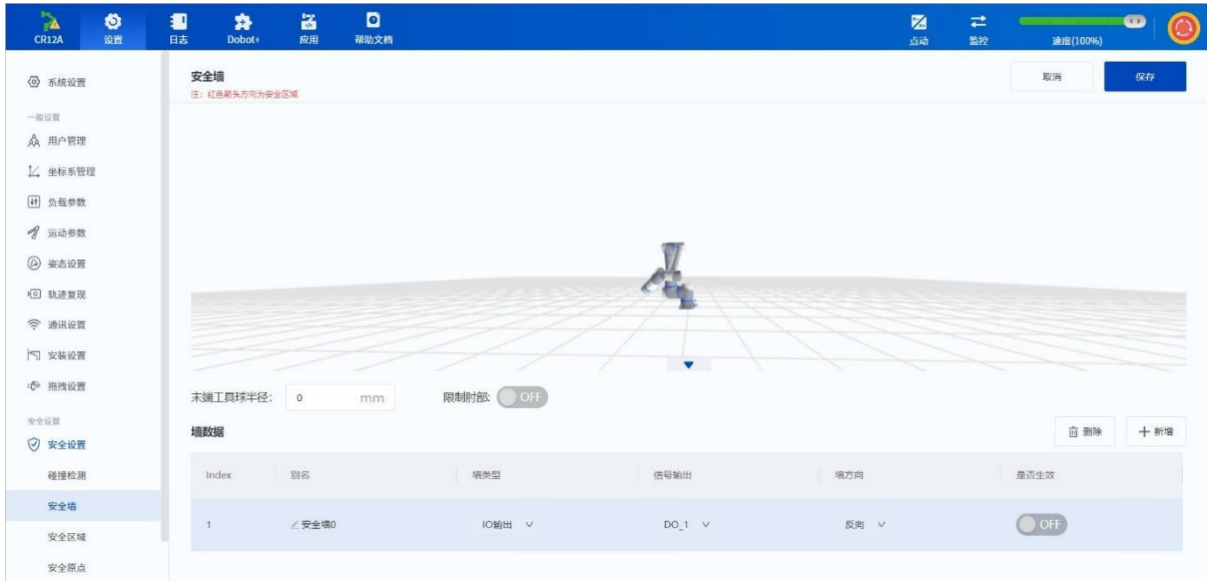 CR12A 设置 日志 Dobot+ 应用 帮助文档 点动 监控 速度(100%)
系统设置
一般设置
用户管理
坐标系管理
负载参数
运动参数
姿态设置
轨迹复现
通讯设置
安装设置
拖拽设置
安全设置
安全设置
碰撞检测
安全墙
安全区域
安全原点
安全墙 取消 保存
注：红色箭头方向为安全区域
末端工具球半径： 0 mm 限制肘部: OFF
墙数据 删除 新增
Index 别名 墙类型 信号输出 墙方向 是否生效
1 安全墙0 IO输出 DO_1 反向 OFF